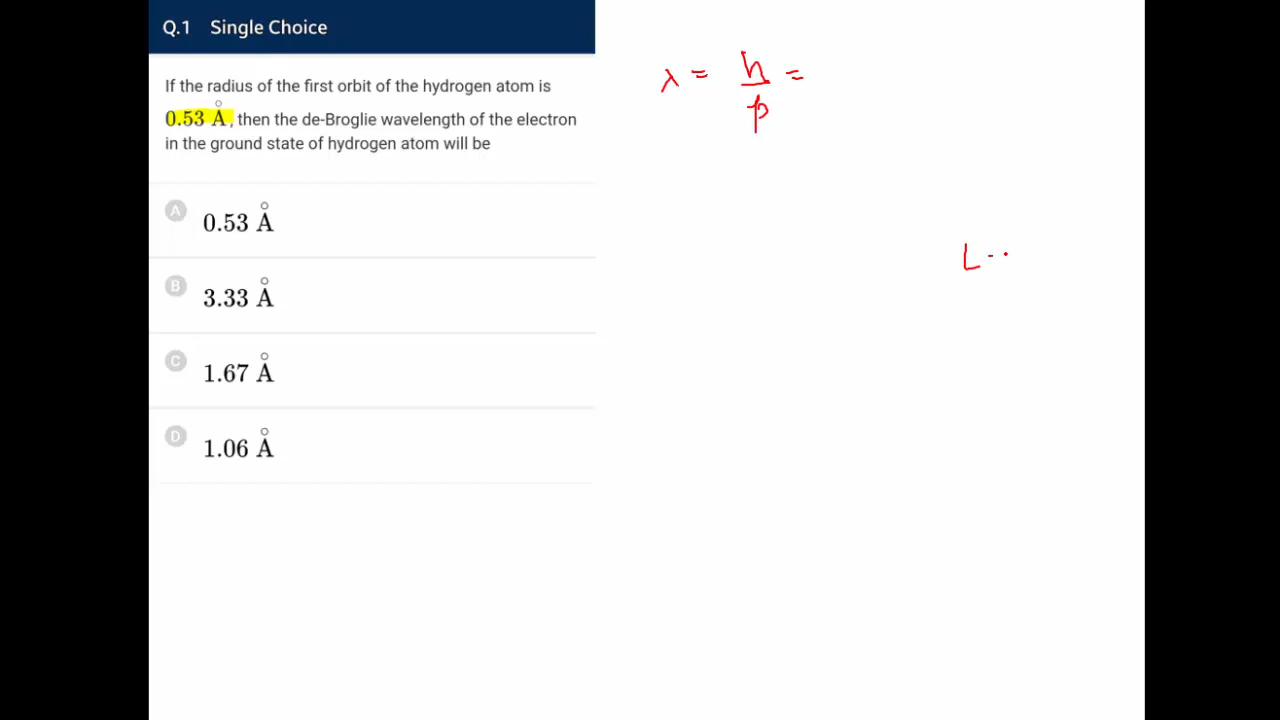 Q.1 Single Choice
If the radius of the first orbit of the hydrogen atom is
0.53 Å, then the de-Broglie wavelength of the electron
in the ground state of hydrogen atom will be
A 0.53 Å
B 3.33 Å
C 1.67 Å
D 1.06 Å
λ = h/p =
L